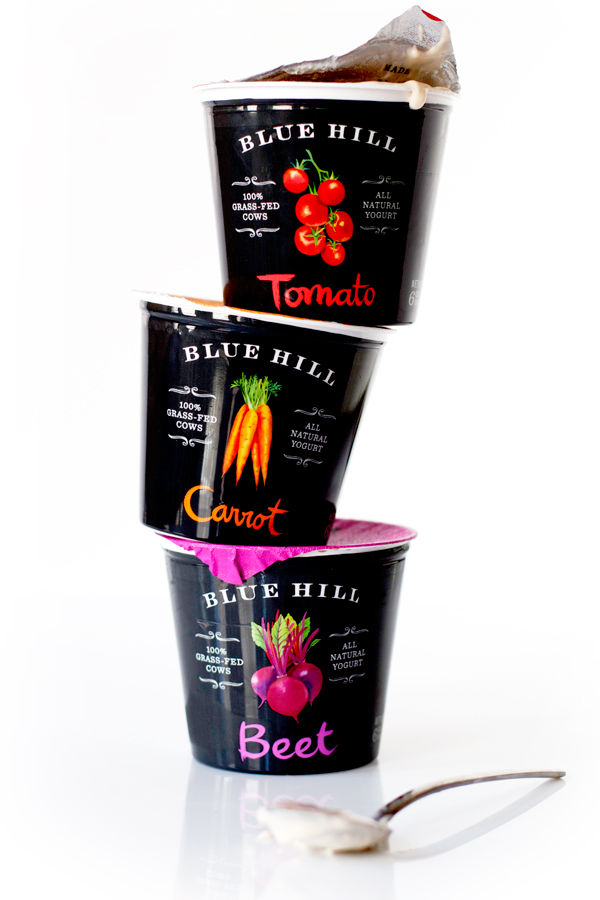 MADE
BLUE HILL
100%
GRASS-FED
COWS
ALL
NATURAL
YOGURT
Tomato
BLUE HILL
100%
GRASS-FED
COWS
ALL
NATURAL
YOGURT
Carrot
BLUE HILL
100%
GRASS-FED
COWS
ALL
NATURAL
YOGURT
Beet